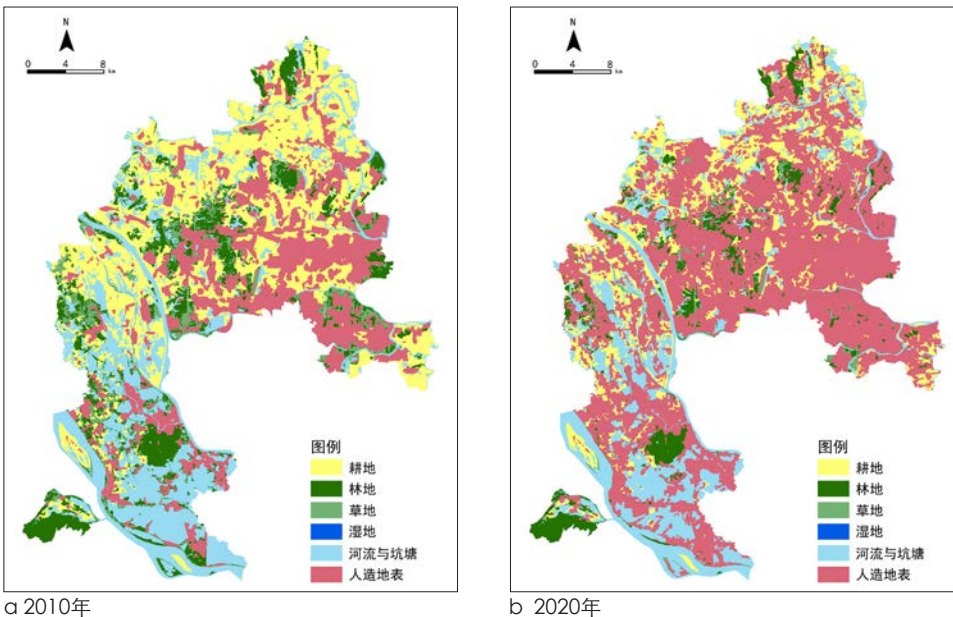 N
0 4 8 km
图例
耕地
林地
草地
湿地
河流与坑塘
人造地表
a 2010年
N
0 4 8 km
图例
耕地
林地
草地
湿地
河流与坑塘
人造地表
b 2020年